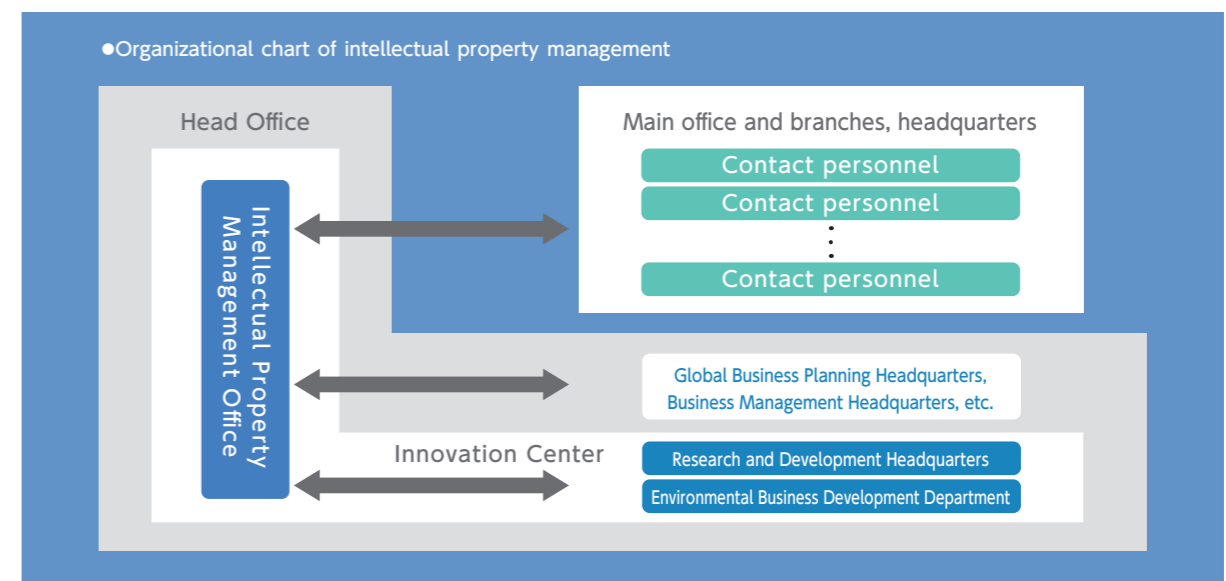 ●Organizational chart of intellectual property management
Head Office
Intellectual Property
Management Office
Main office and branches, headquarters
Contact personnel
Contact personnel
Contact personnel
Global Business Planning Headquarters,
Business Management Headquarters, etc.
Innovation Center
Research and Development Headquarters
Environmental Business Development Department